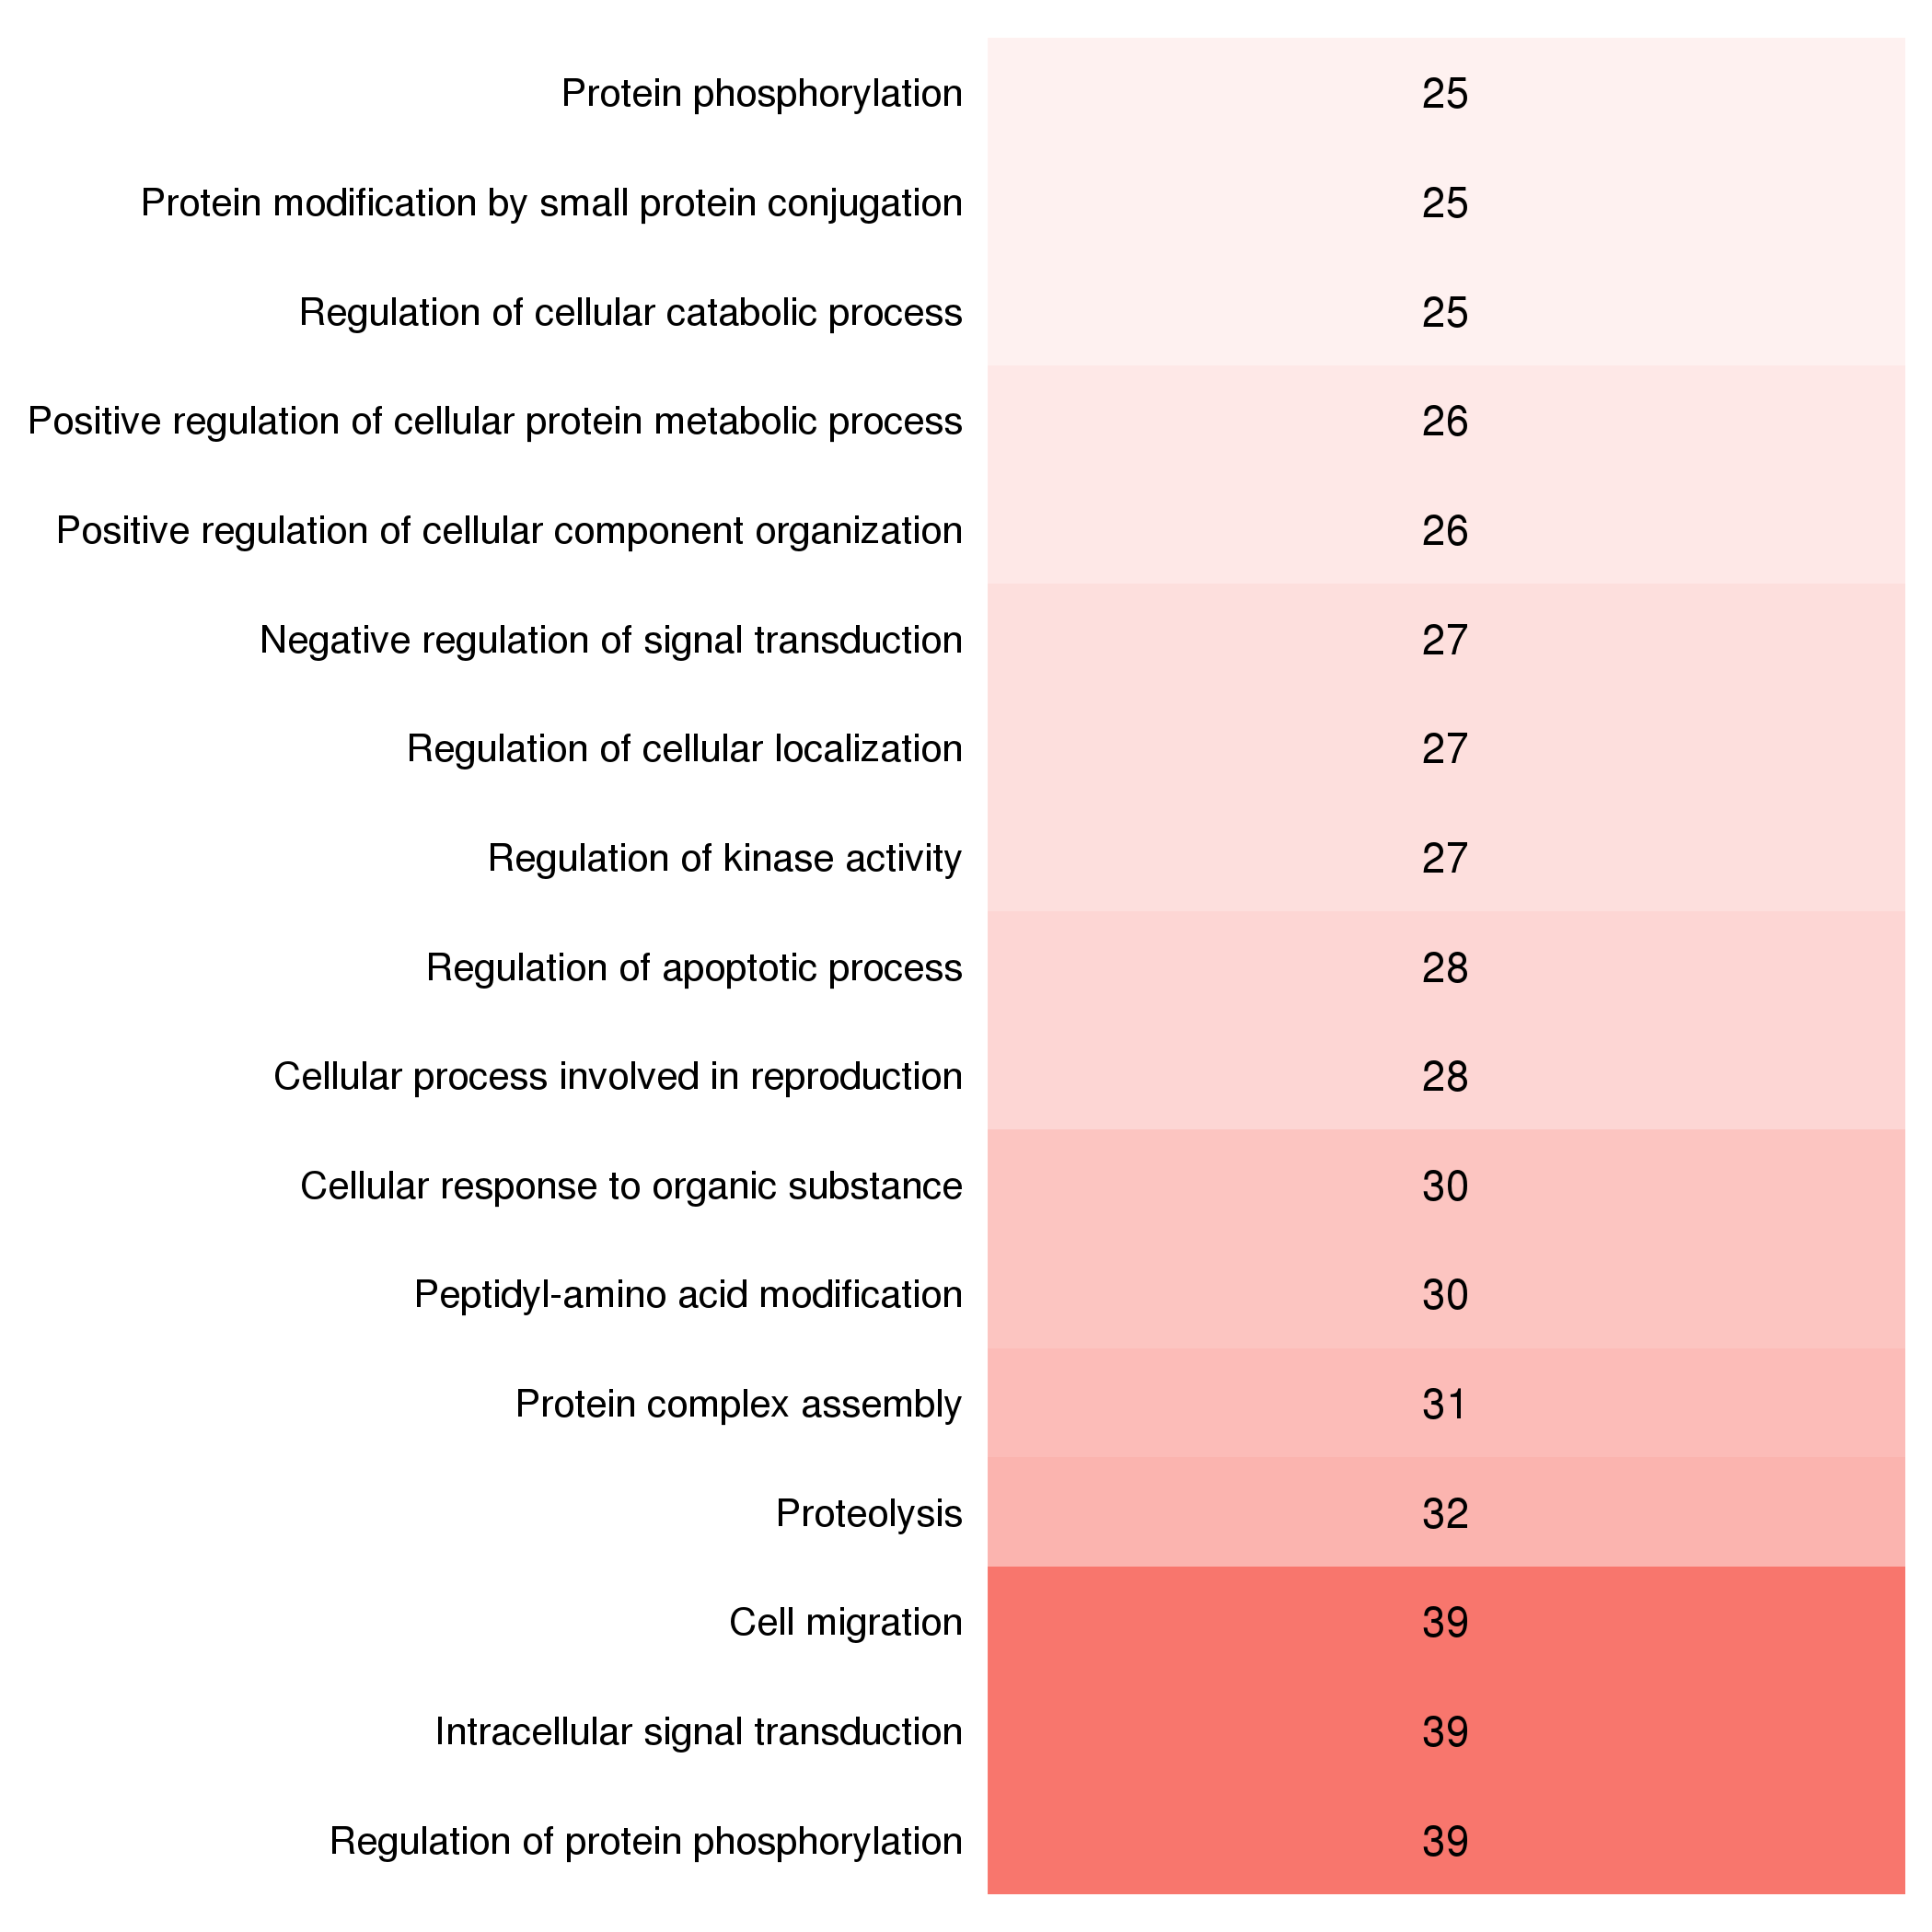 Protein phosphorylation 25
Protein modification by small protein conjugation 25
Regulation of cellular catabolic process 25
Positive regulation of cellular protein metabolic process 26
Positive regulation of cellular component organization 26
Negative regulation of signal transduction 27
Regulation of cellular localization 27
Regulation of kinase activity 27
Regulation of apoptotic process 28
Cellular process involved in reproduction 28
Cellular response to organic substance 30
Peptidyl-amino acid modification 30
Protein complex assembly 31
Proteolysis 32
Cell migration 39
Intracellular signal transduction 39
Regulation of protein phosphorylation 39